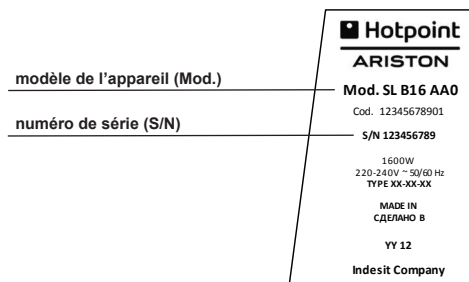 Hotpoint
ARISTON
modèle de l'appareil (Mod.)
Mod. SL B16 AA0
Cod. 12345678901
numéro de série (S/N)
S/N 123456789
1600W
220-240V ~ 50/60 Hz
TYPE XX-XX-XX
MADE IN
СДЕЛАНО В
YY 12
Indesit Company